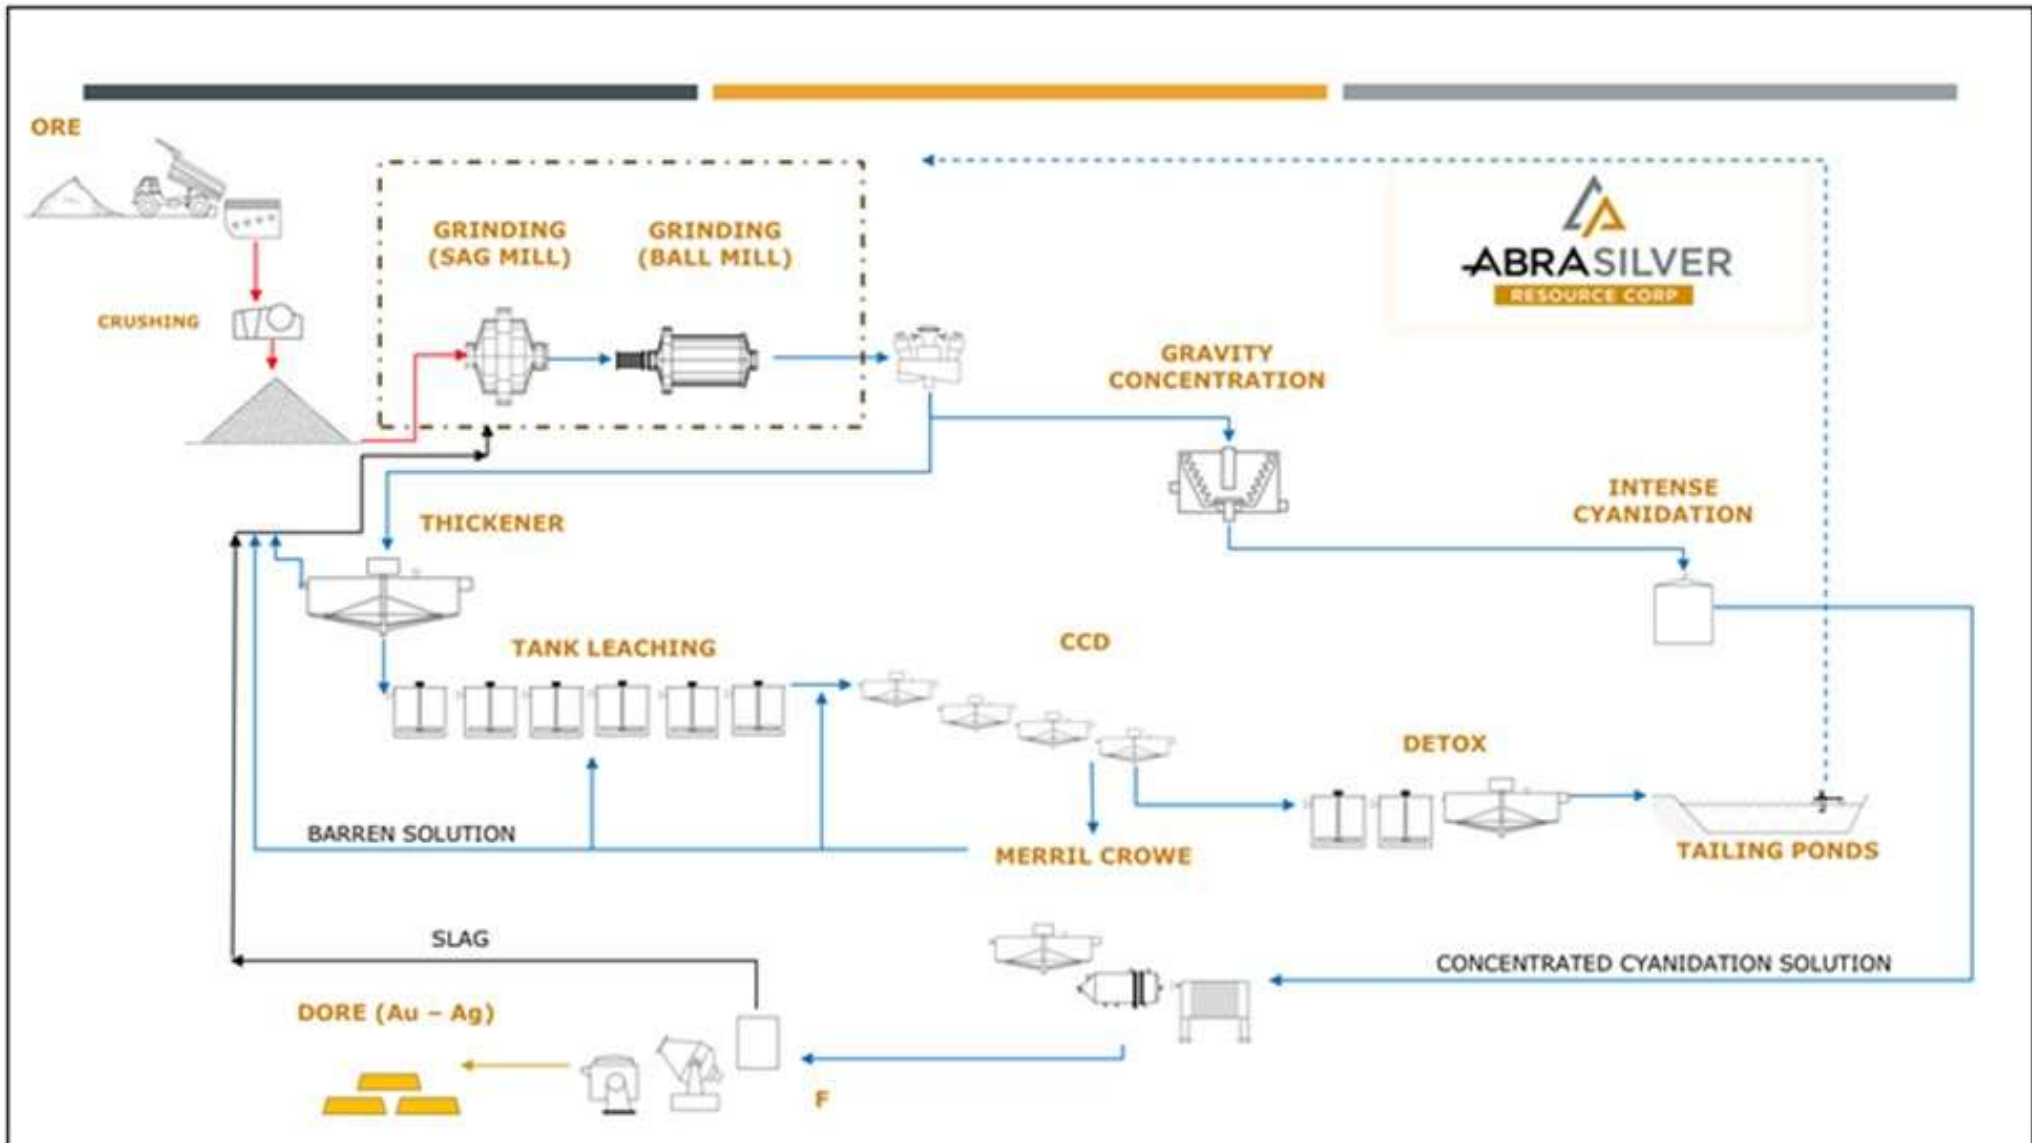 ORE
GRINDING
(SAG MILL)
GRINDING
(BALL MILL)
ABRASILVER
RESOURCE CORP
CRUSHING
GRAVITY
CONCENTRATION
INTENSE
CYANIDATION
THICKENER
TANK LEACHING
CCD
DETOX
BARREN SOLUTION
MERRIL CROWE
TAILING PONDS
SLAG
CONCENTRATED CYANIDATION SOLUTION
DORE (Au – Ag)
F